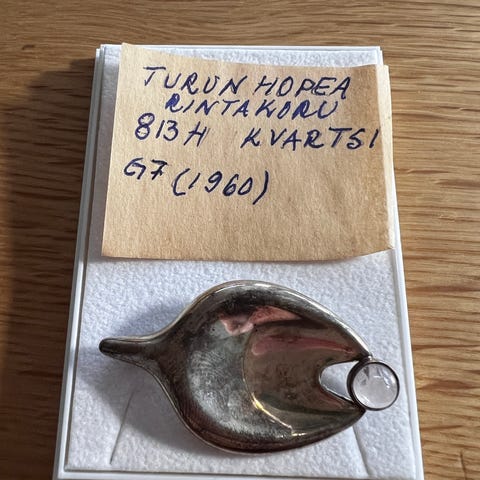 TURUN HOPEA
RINTAKORU
813H KVARTSI
G7 (1960)